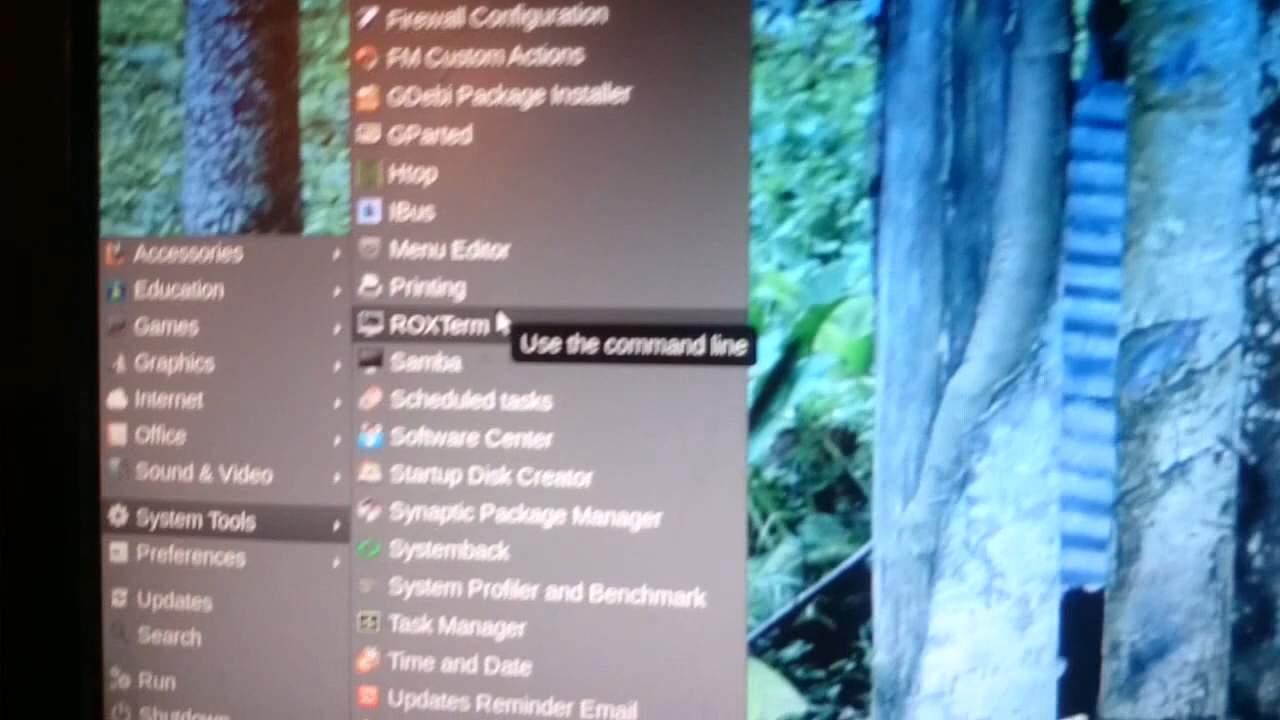 Firewall Configuration
FM Custom Actions
GDebi Package Installer
GParted
Htop
IBus
Menu Editor
Printing
ROXTerm
Use the command line
Samba
Scheduled tasks
Software Center
Startup Disk Creator
Synaptic Package Manager
Systemback
System Profiler and Benchmark
Task Manager
Time and Date
Updates Reminder Email
Accessories
Education
Games
Graphics
Internet
Office
Sound & Video
System Tools
Preferences
Updates
Search
Run
Shutdown